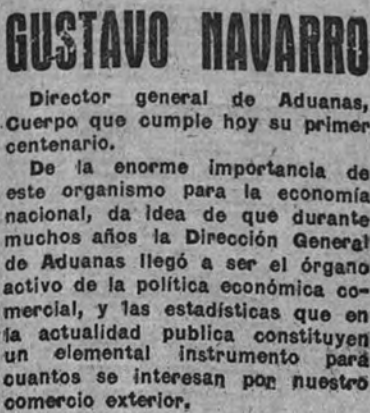 GUSTAVO NAVARRO
Director general de Aduanas,
Cuerpo que cumple hoy su primer
centenario.
De la enorme importancia de
este organismo para la economía
nacional, da idea de que durante
muchos años la Dirección General
de Aduanas llegó a ser el órgano
activo de la política económica co-
mercial, y las estadísticas que en
la actualidad publica constituyen
un elemental instrumento para
cuantos se interesan por nuestro
comercio exterior.